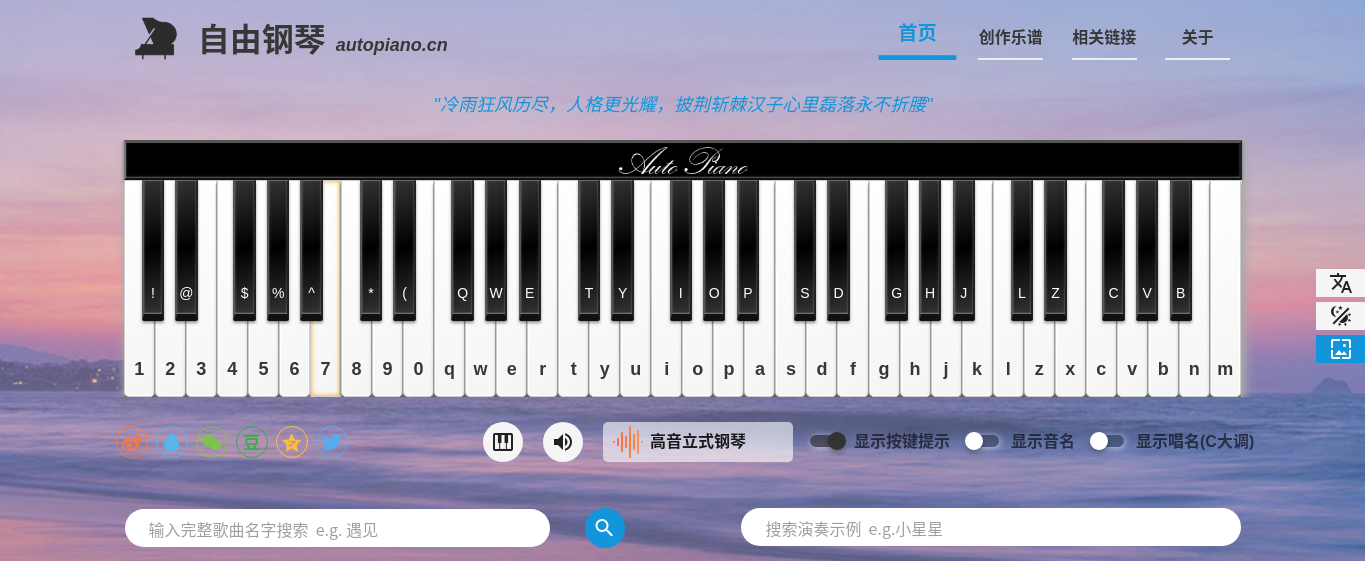 自由钢琴 autopiano.cn
首页 创作乐谱 相关链接 关于
"冷雨狂风历尽，人格更光耀，披荆斩棘汉子心里磊落永不折腰"
Auto Piano
! @ $ % ^ * ( Q W E T Y I O P S D G H J L Z C V B
1 2 3 4 5 6 7 8 9 0 q w e r t y u i o p a s d f g h j k l z x c v b n m
高音立式钢琴 显示按键提示 显示音名 显示唱名(C大调)
输入完整歌曲名字搜索 e.g. 遇见 搜索演奏示例 e.g.小星星